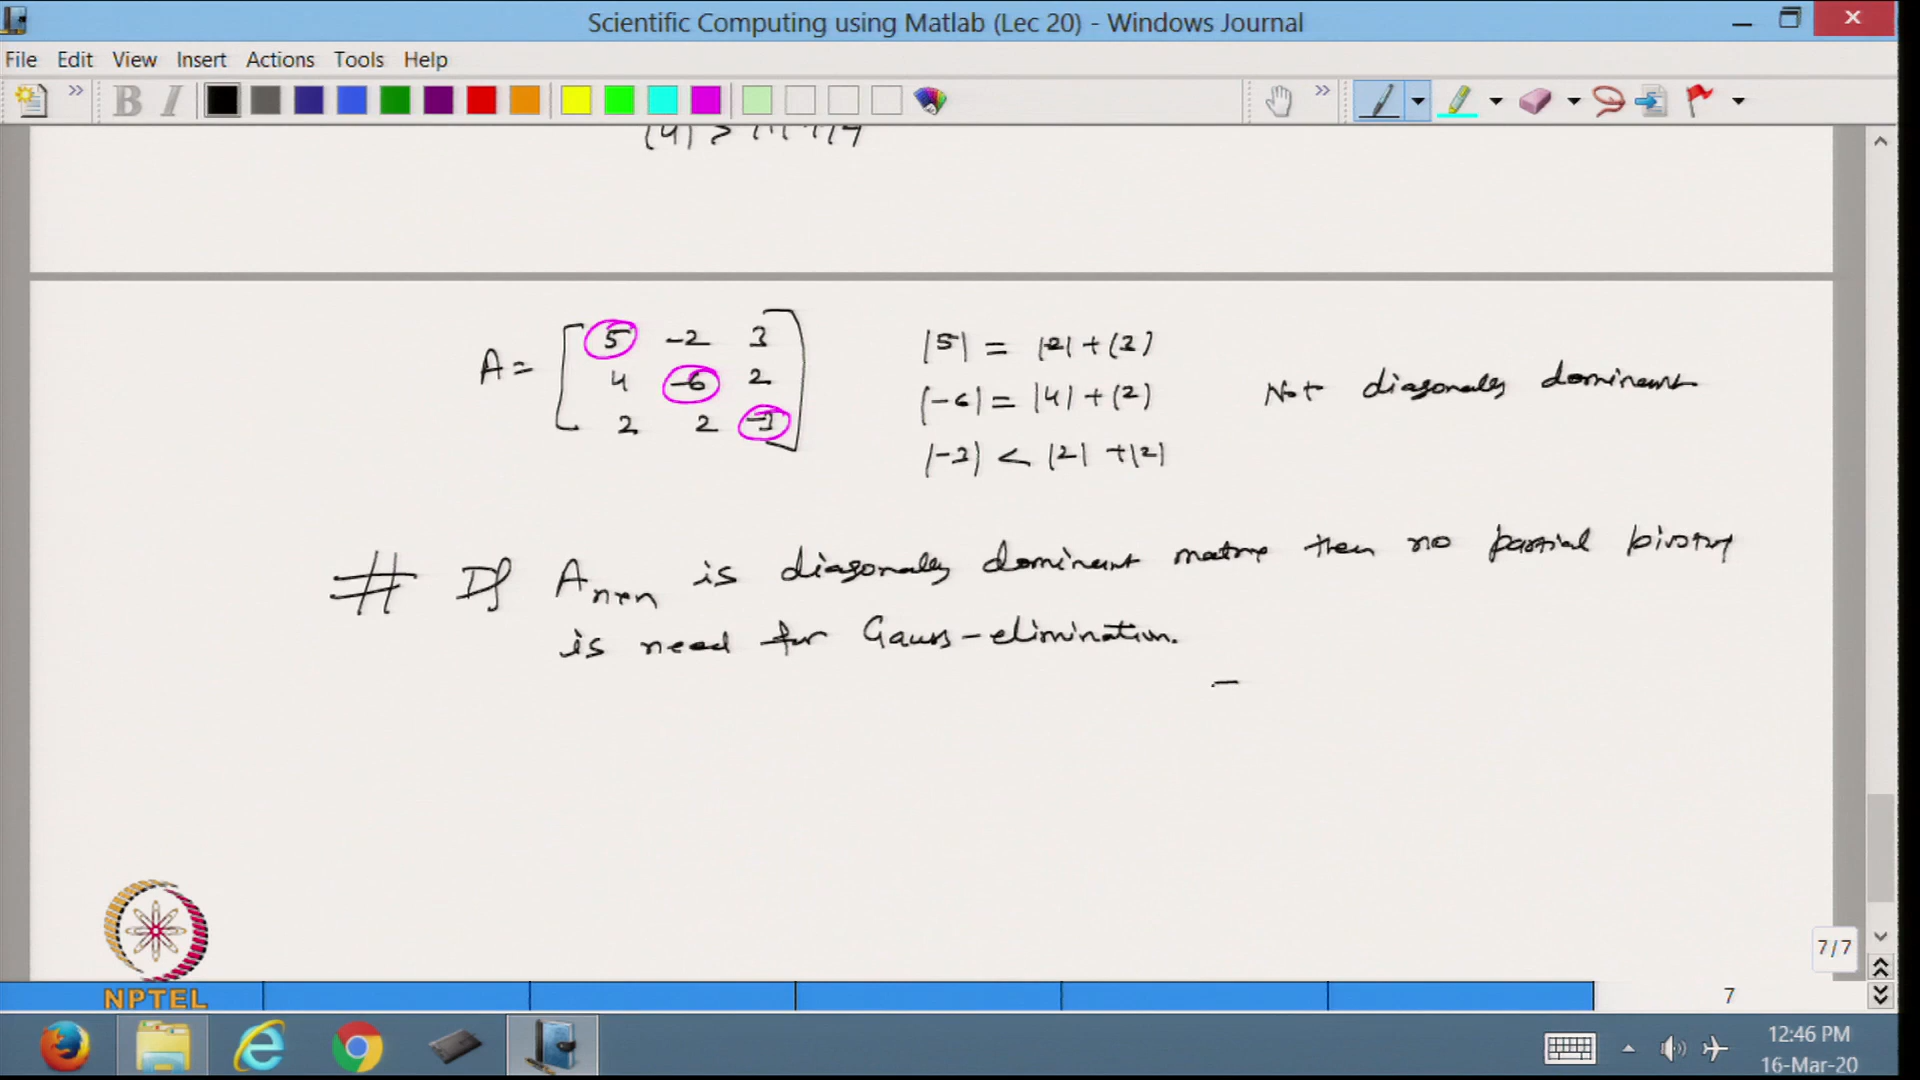 Scientific Computing using Matlab (Lec 20) - Windows Journal
File Edit View Insert Actions Tools Help
B I
A = [ 5 -2 3
4 -6 2
2 2 -3 ]
|5| = |2| + |3|
|-6| = |4| + |2|
|-3| < |2| + |2|
Not diagonally dominant
# If Anxn is diagonally dominant matrix then no partial pivoting
is need for Gauss-elimination.
7/7
NPTEL
7
12:46 PM
16-Mar-20